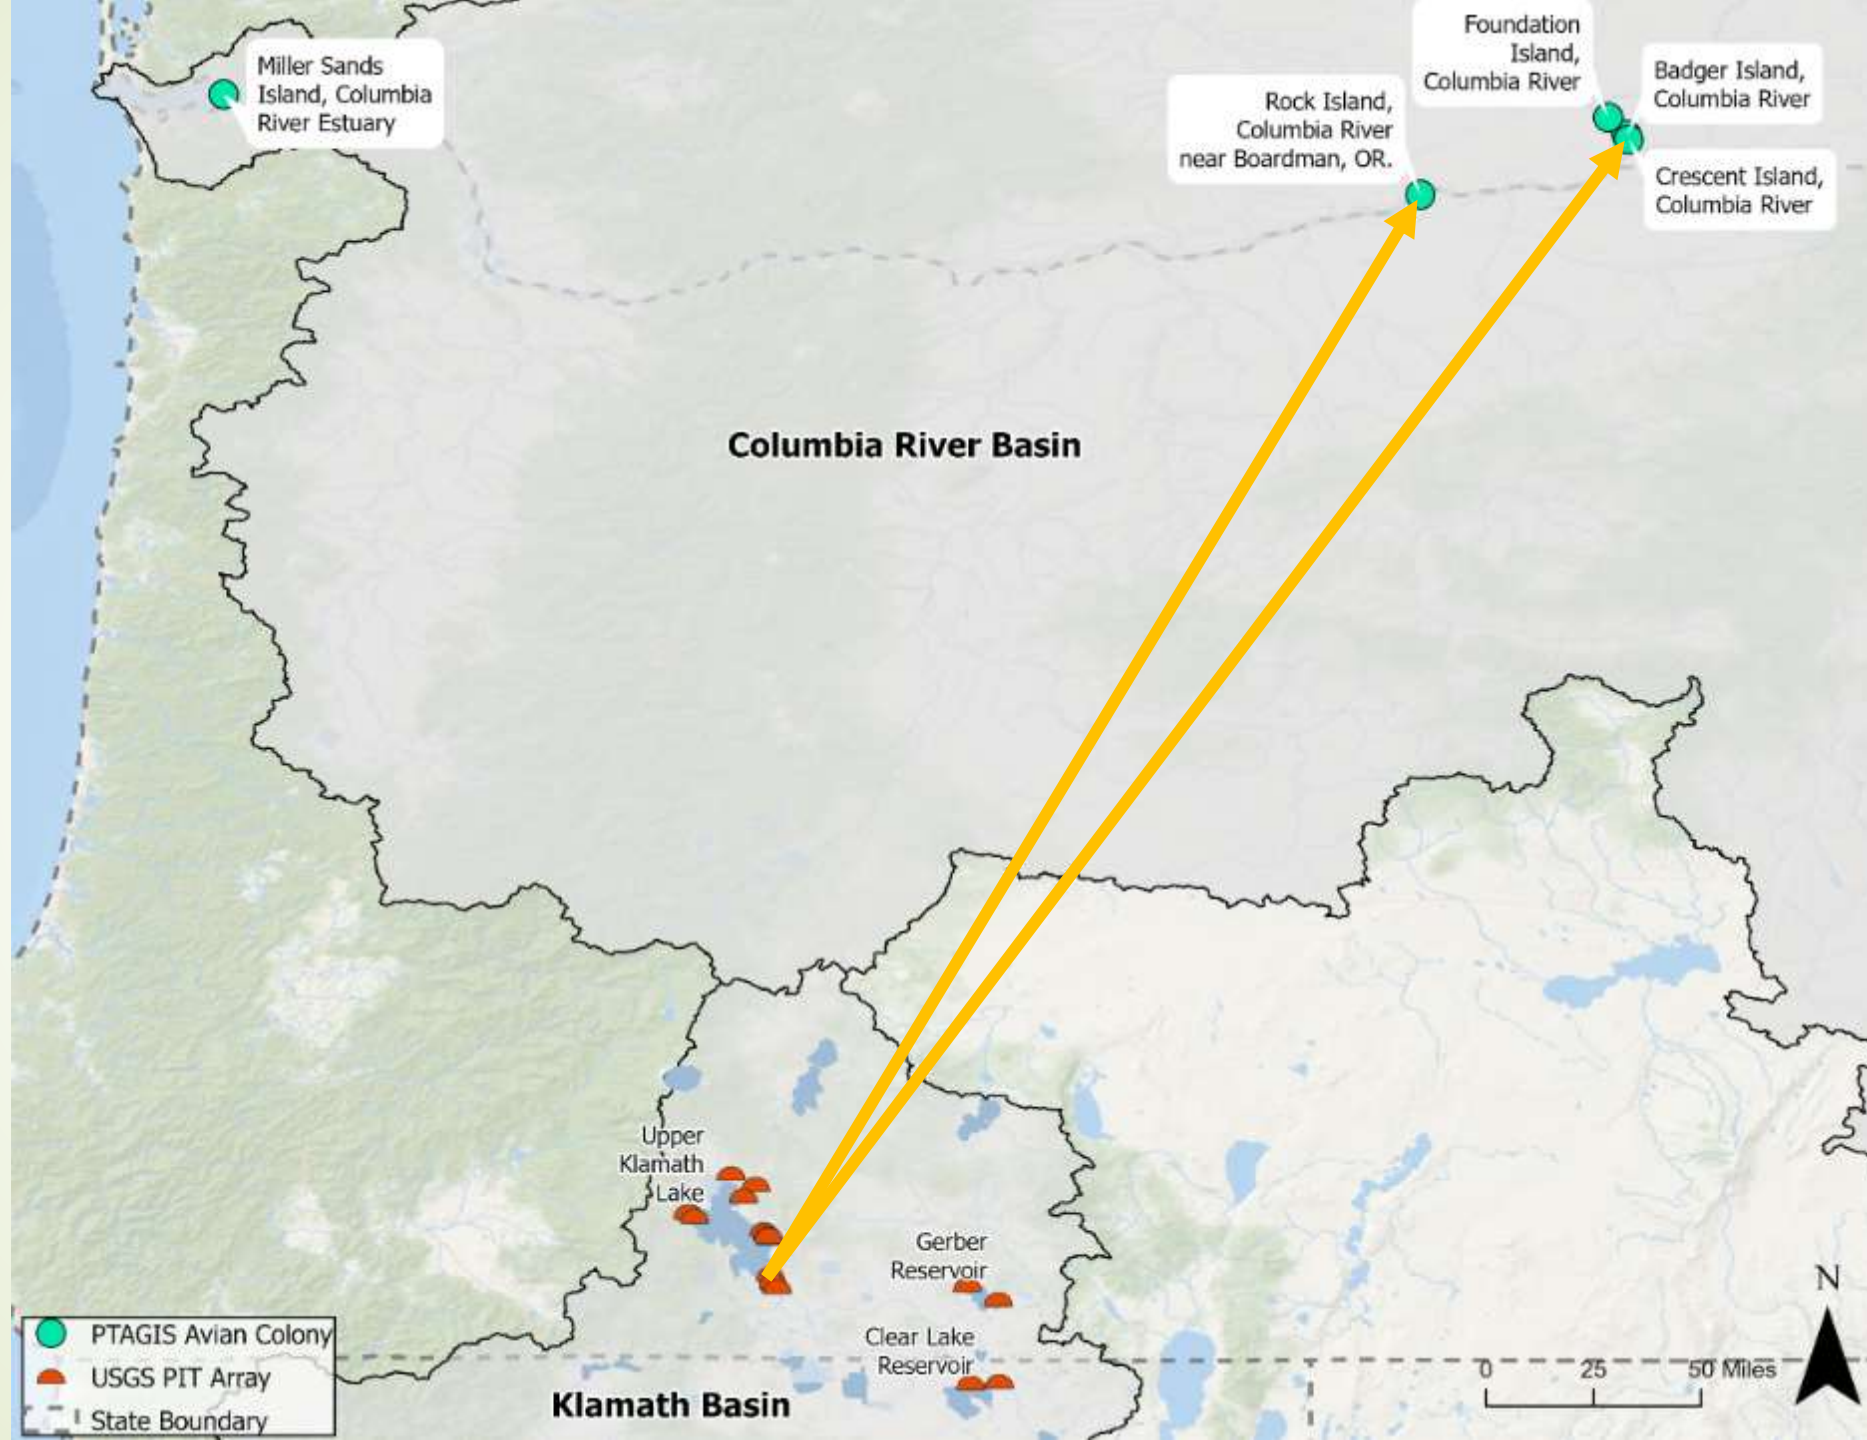 Foundation
Island,
Columbia River
Miller Sands
Island, Columbia
River Estuary
Badger Island,
Columbia River
Rock Island,
Columbia River
near Boardman, OR.
Crescent Island,
Columbia River
Columbia River Basin
Upper
Klamath
Lake
Gerber
Reservoir
Clear Lake
Reservoir
Klamath Basin
PTAGIS Avian Colony
USGS PIT Array
State Boundary
N
0 25 50 Miles